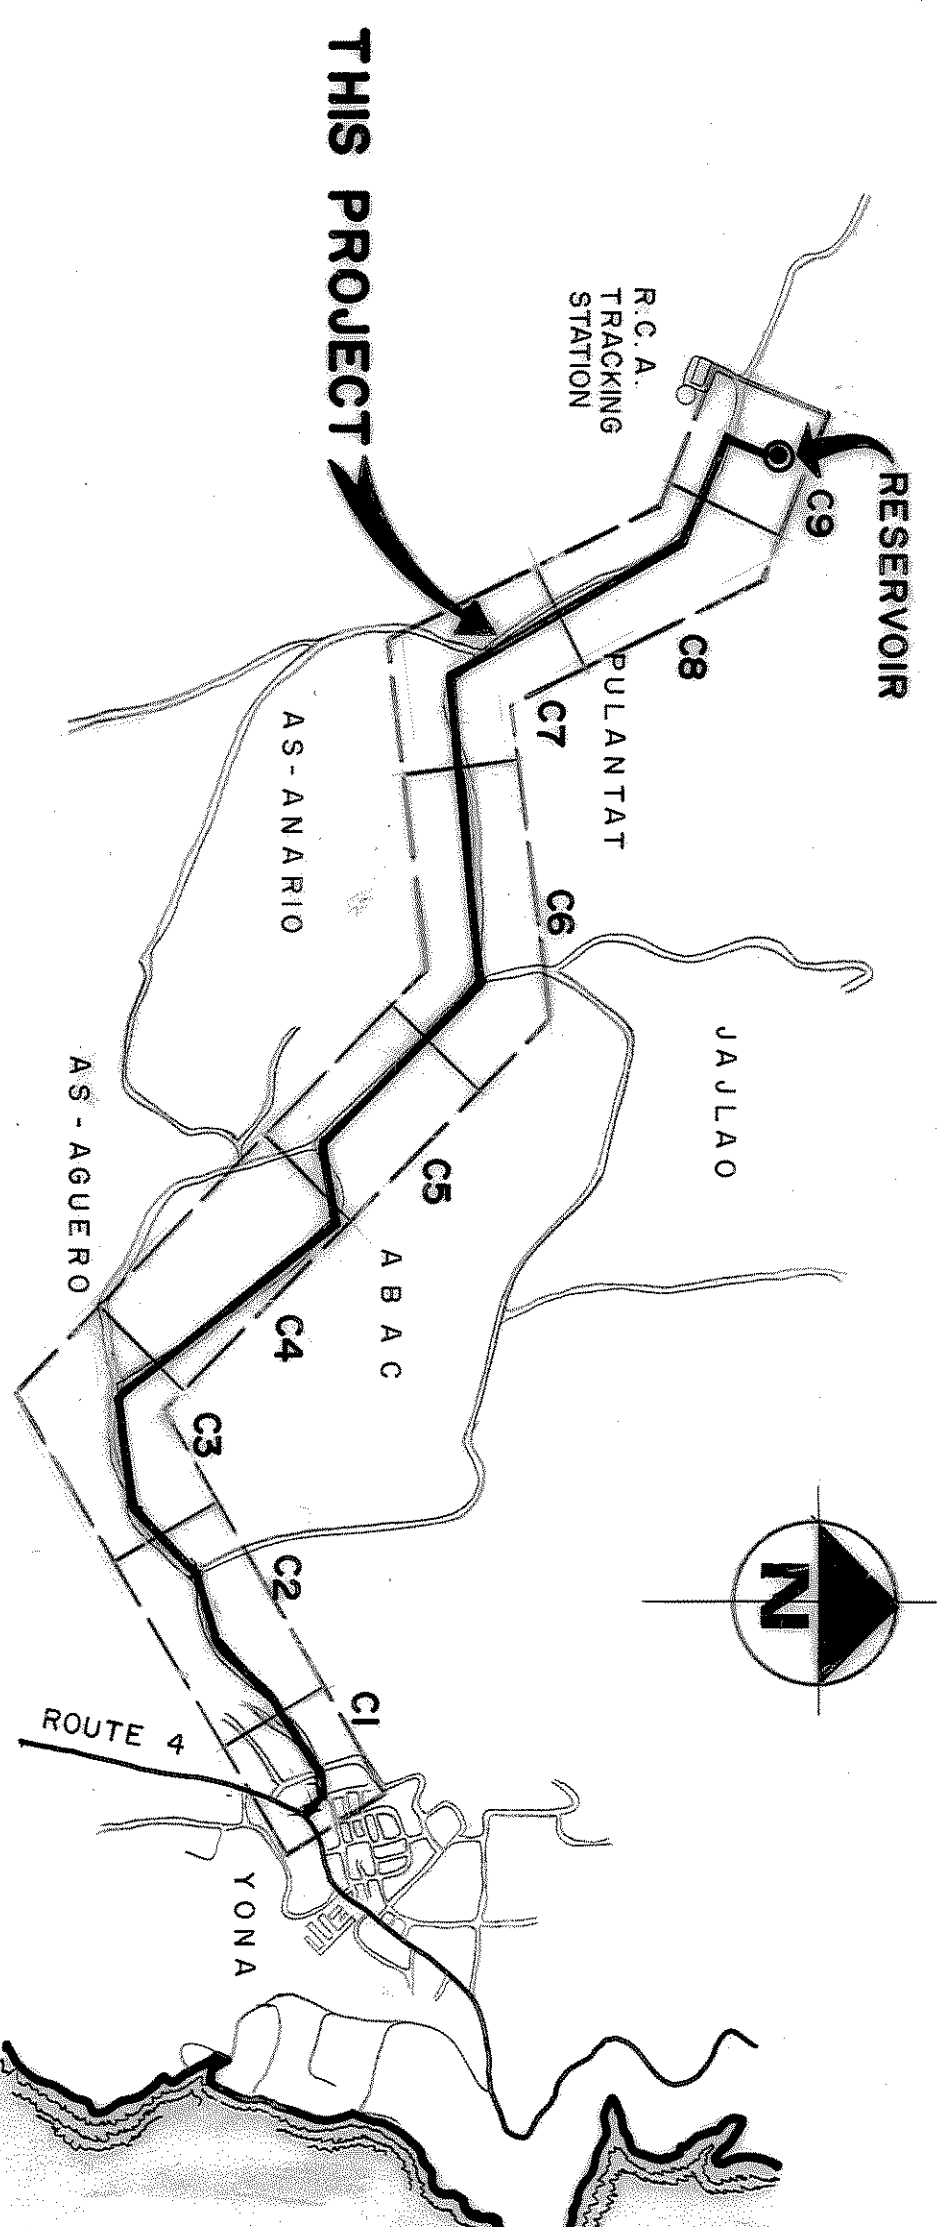 RESERVOIR
C9
R.C.A.
TRACKING
STATION
THIS PROJECT
C8
PULANTAT
C7
AS-ANARIO
C6
JAJLAO
C5
AS-AGUERO
ABAC
C4
C3
C2
N
C1
ROUTE 4
YONA